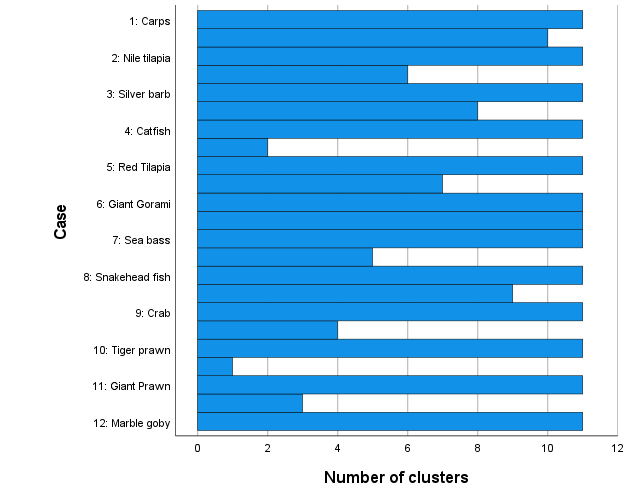 1: Carps
2: Nile tilapia
3: Silver barb
4: Catfish
5: Red Tilapia
6: Giant Gorami
7: Sea bass
8: Snakehead fish
9: Crab
10: Tiger prawn
11: Giant Prawn
12: Marble goby
Case
0 2 4 6 8 10 12
Number of clusters